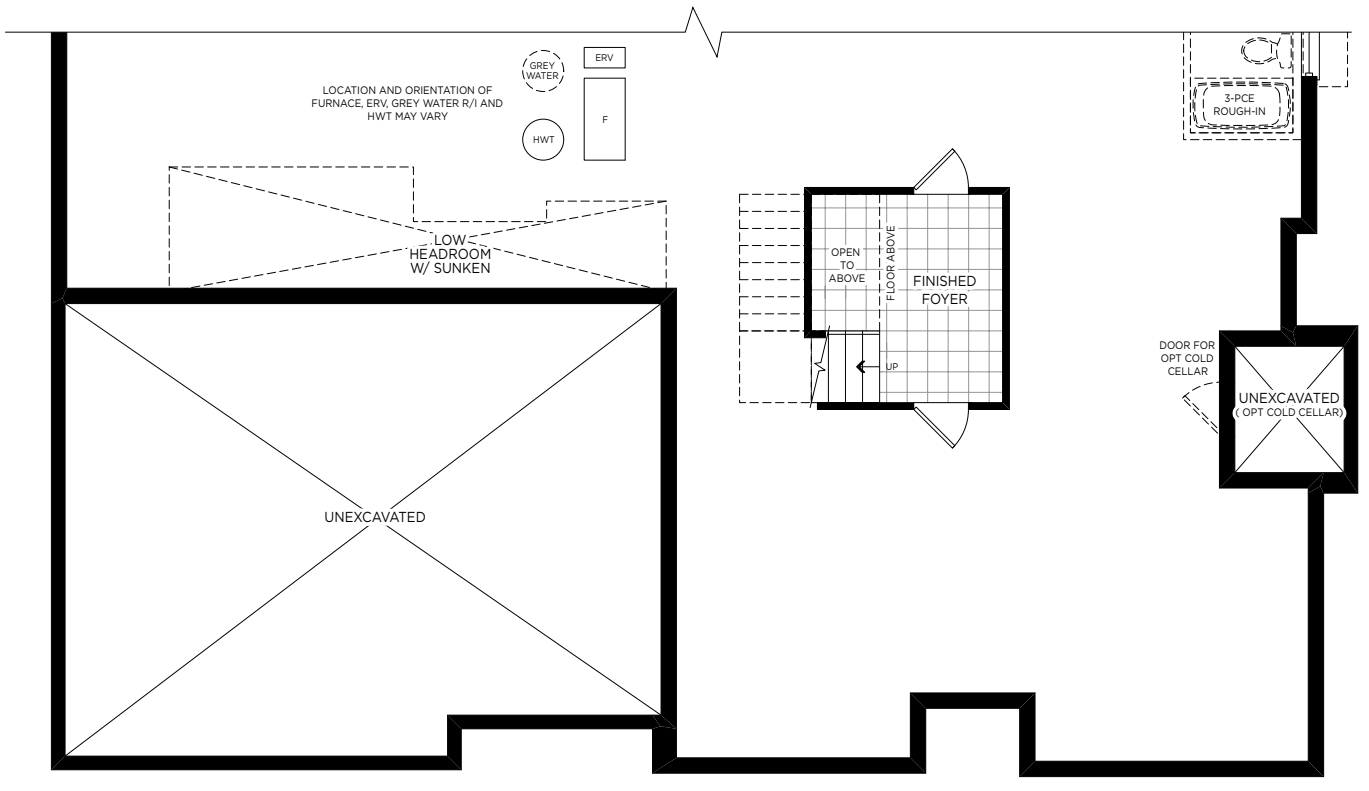 GREY
WATER
ERV
LOCATION AND ORIENTATION OF
FURNACE, ERV, GREY WATER R/I AND
HWT MAY VARY
F
HWT
3-PCE
ROUGH-IN
LOW
HEADROOM
W/ SUNKEN
OPEN
TO
ABOVE
FLOOR ABOVE
FINISHED
FOYER
UP
DOOR FOR
OPT COLD
CELLAR
UNEXCAVATED
( OPT COLD CELLAR)
UNEXCAVATED